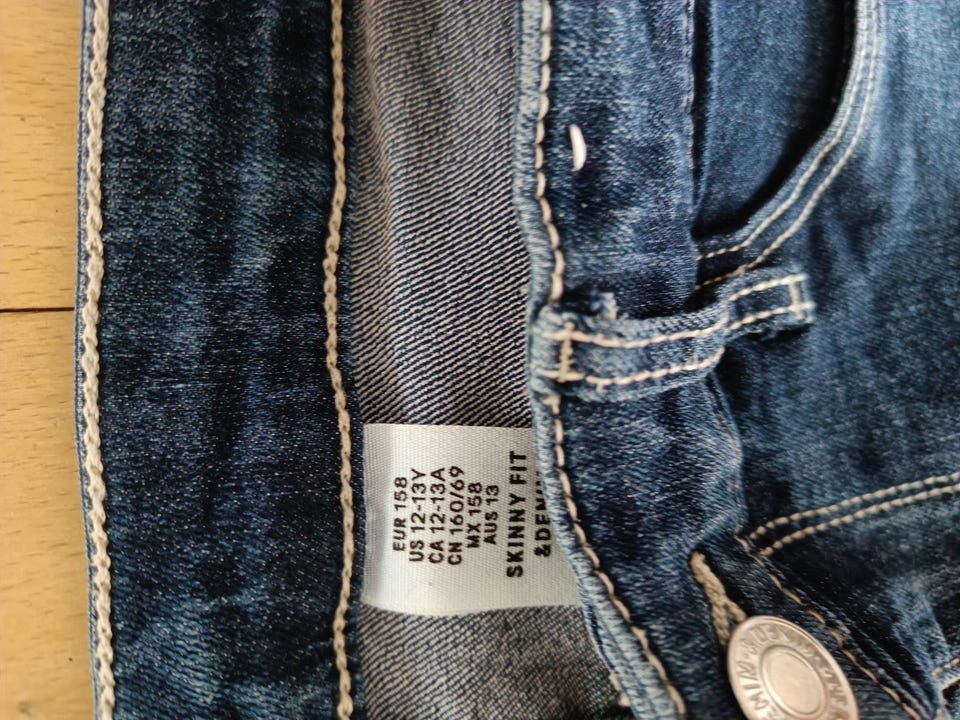 EUR 158
US 12-13Y
CA 12-13A
CN 160/69
MX 158
AUS 13
SKINNY FIT